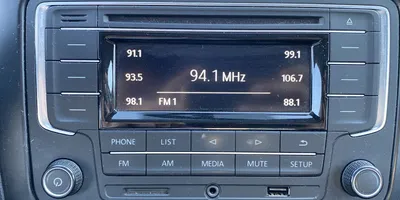 91.1
99.1
93.5
94.1 MHz
106.7
98.1
FM 1
88.1
PHONE LIST
FM AM MEDIA MUTE SETUP